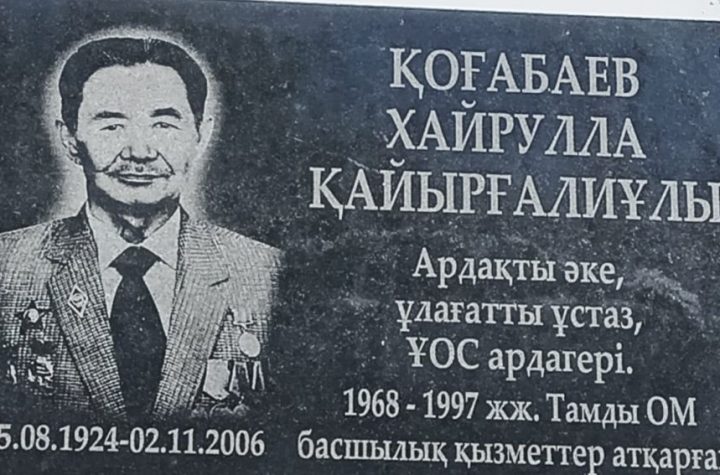 ҚОҒАБАЕВ
ХАЙРУЛЛА
ҚАЙЫРҒАЛИҰЛЫ
Ардақты әке,
ұлағатты ұстаз,
ҰОС ардагері.
1968 - 1997 жж. Тамды ОМ
5.08.1924-02.11.2006
басшылық қызметтер атқарға